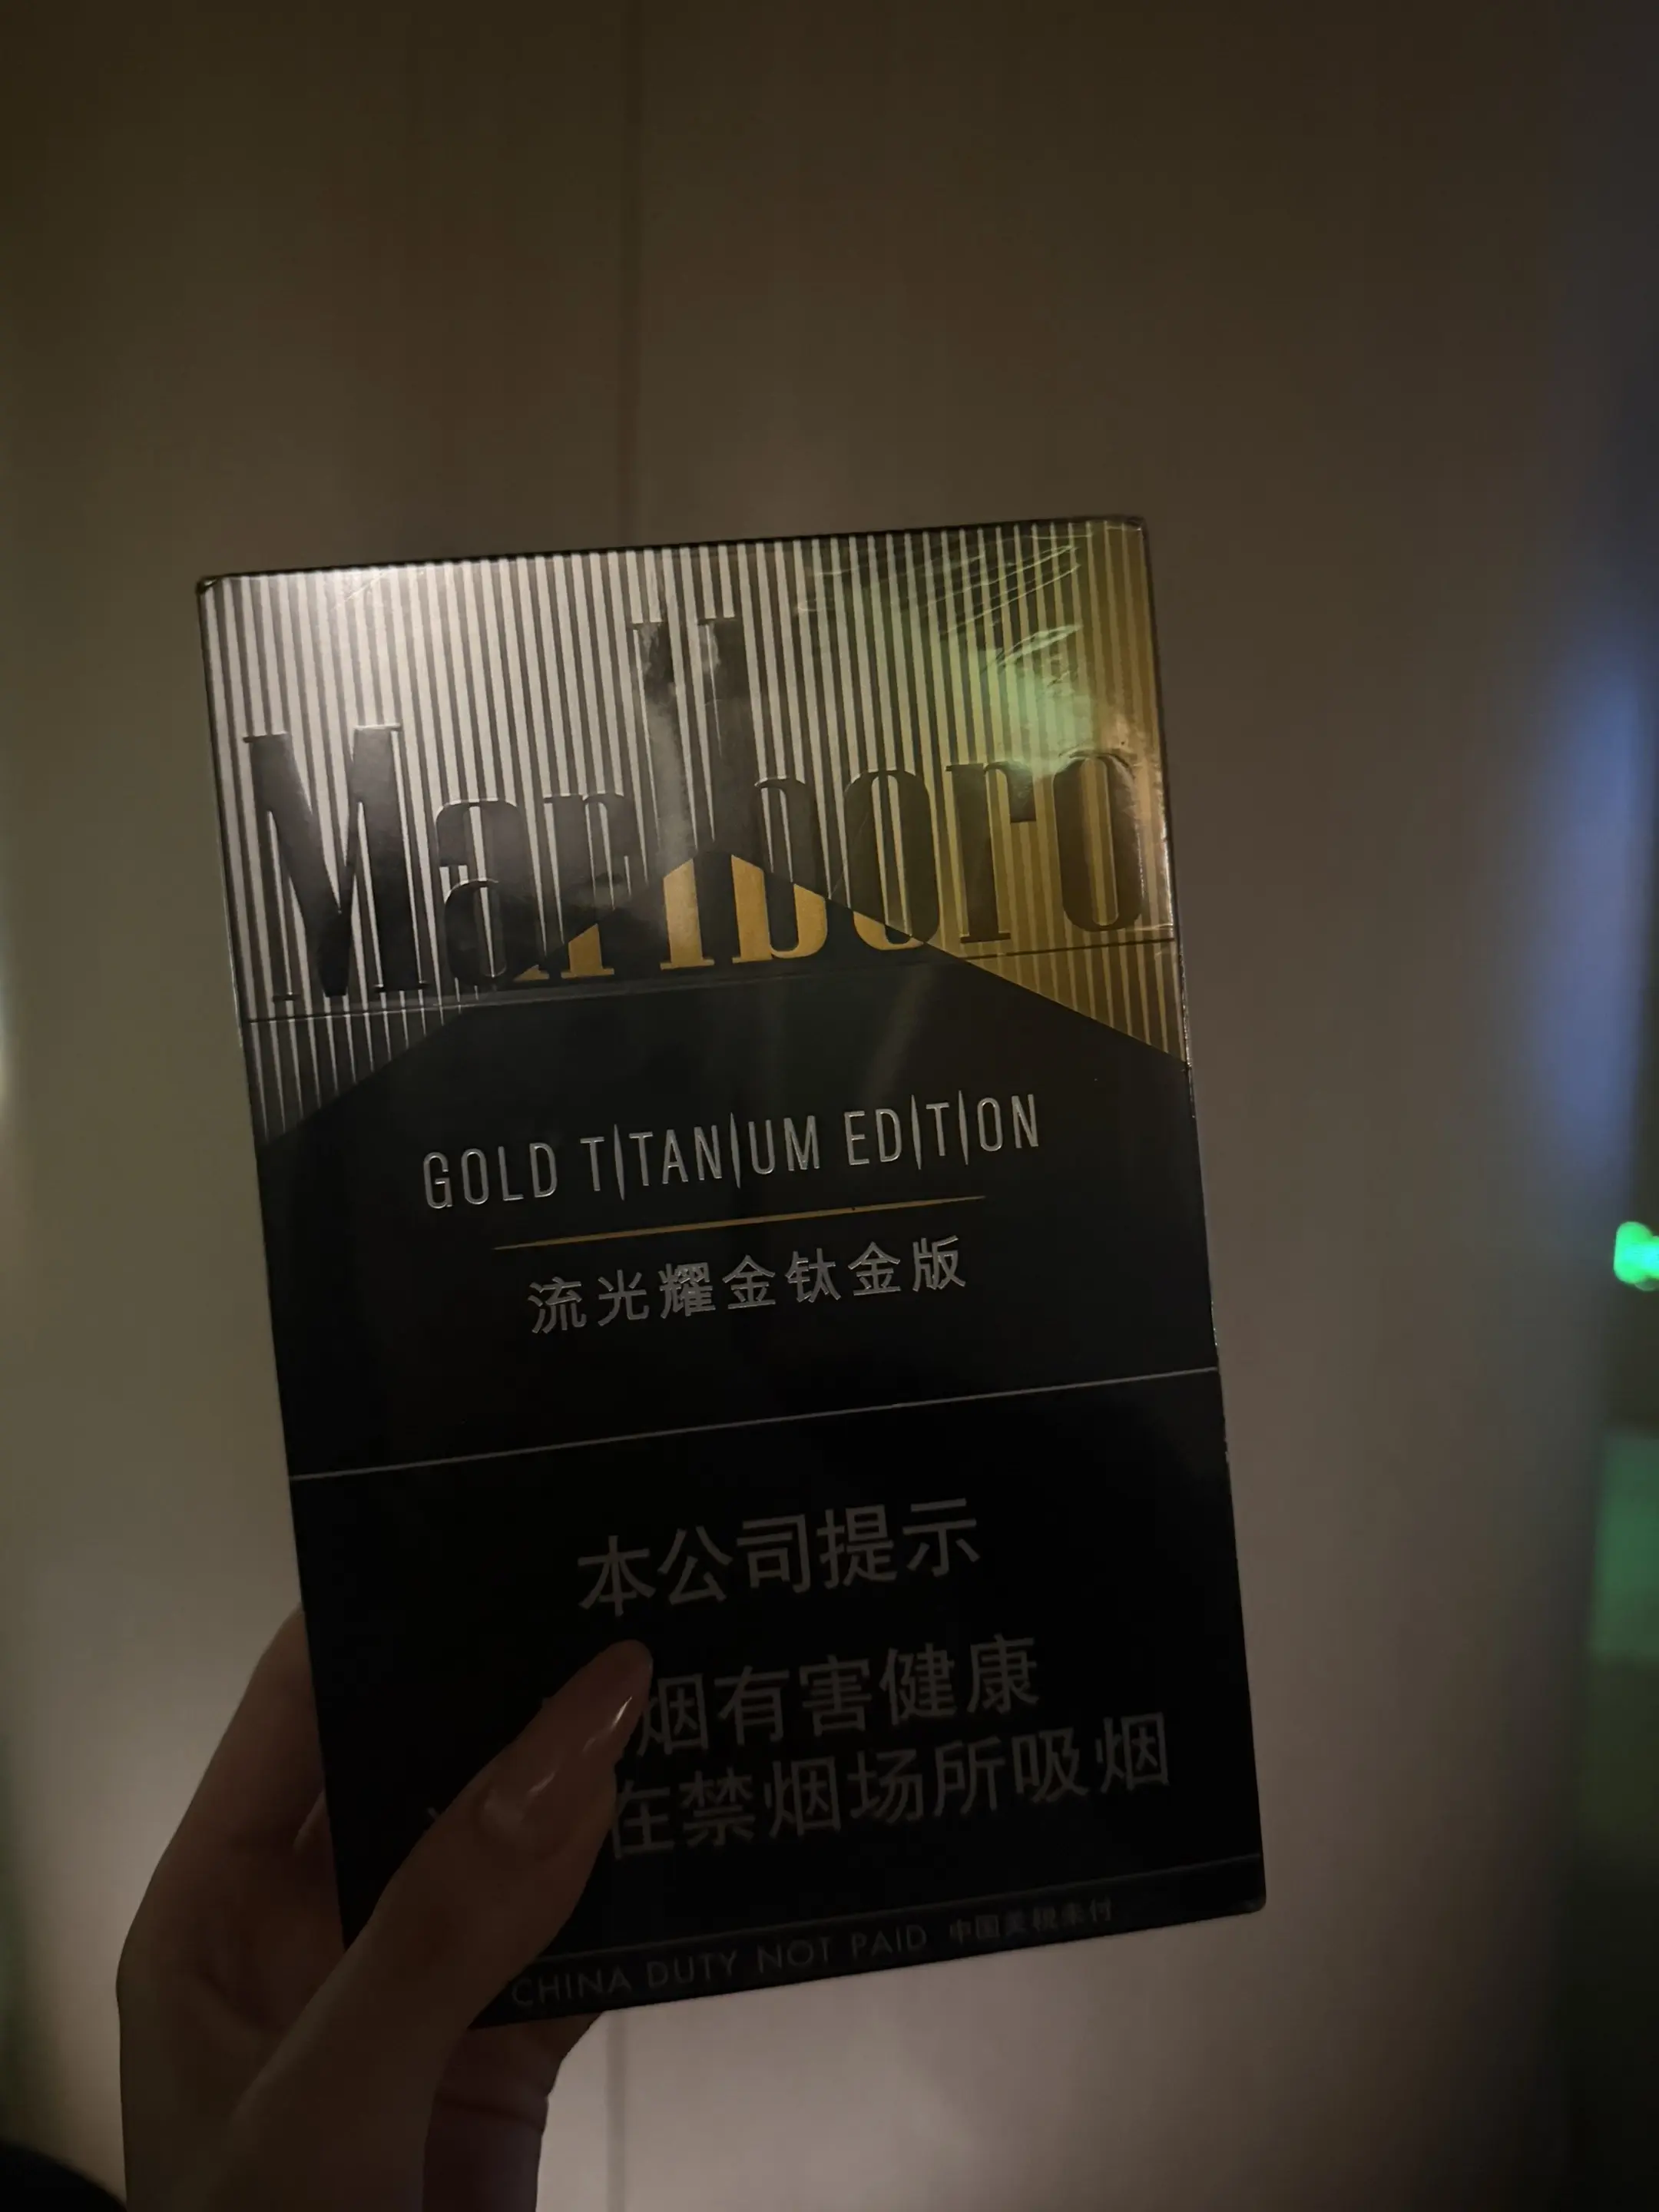 Marlboro
GOLD TITANIUM EDITION
流光耀金钛金版
本公司提示
烟有害健康
在禁烟场所吸烟
CHINA DUTY NOT PAID 中国关税未付